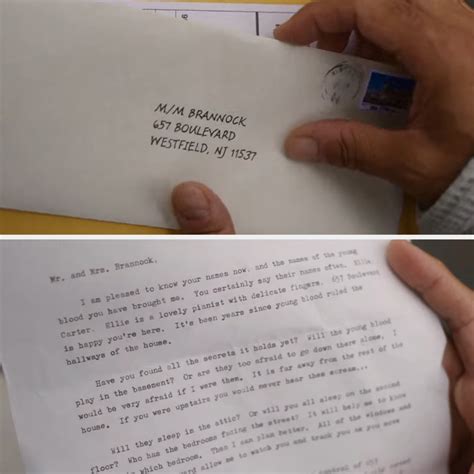 M/M BRANNOCK
657 BOULEVARD
WESTFIELD, NJ 11537
Mr. and Mrs. Brannock.
I am pleased to know your names now, and the names of the young
blood you have brought me. You certainly say their names often. Ellie
Carter. Ellie is a lovely pianist with delicate fingers. 657 Boulevard
is happy you're here. It's been years since young blood ruled the
hallways of the house.
Have you found all the secrets it holds yet? Will the young blood
play in the basement? Or are they too afraid to go down there alone, I
would be very afraid if I were them. It is far away from the rest of the
house. If you were upstairs you would never hear them scream...
Will they sleep in the attic? Or will you all sleep on the second
floor? Who has the bedrooms facing the street? It will help me to know
is in which bedroom. Then I can plan better. All of the windows and
allow me to watch you and track you as you move
of 657